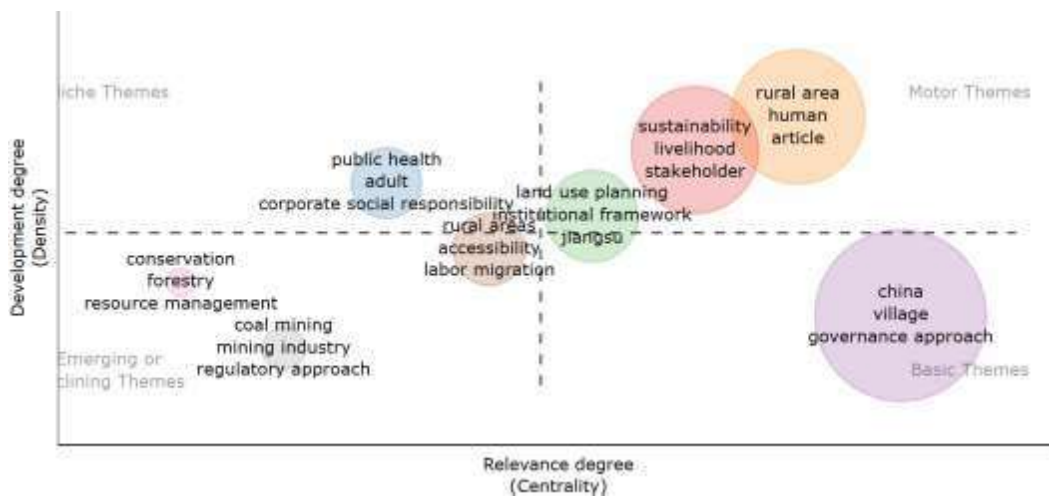 iche Themes
Motor Themes
rural area
human
article
sustainability
livelihood
stakeholder
public health
adult
corporate social responsibility
land use planning
institutional framework
jiangsu
rural areas
accessibility
labor migration
conservation
forestry
resource management
coal mining
mining industry
regulatory approach
china
village
governance approach
Emerging or
clining Themes
Basic Themes
Development degree
(Density)
Relevance degree
(Centrality)